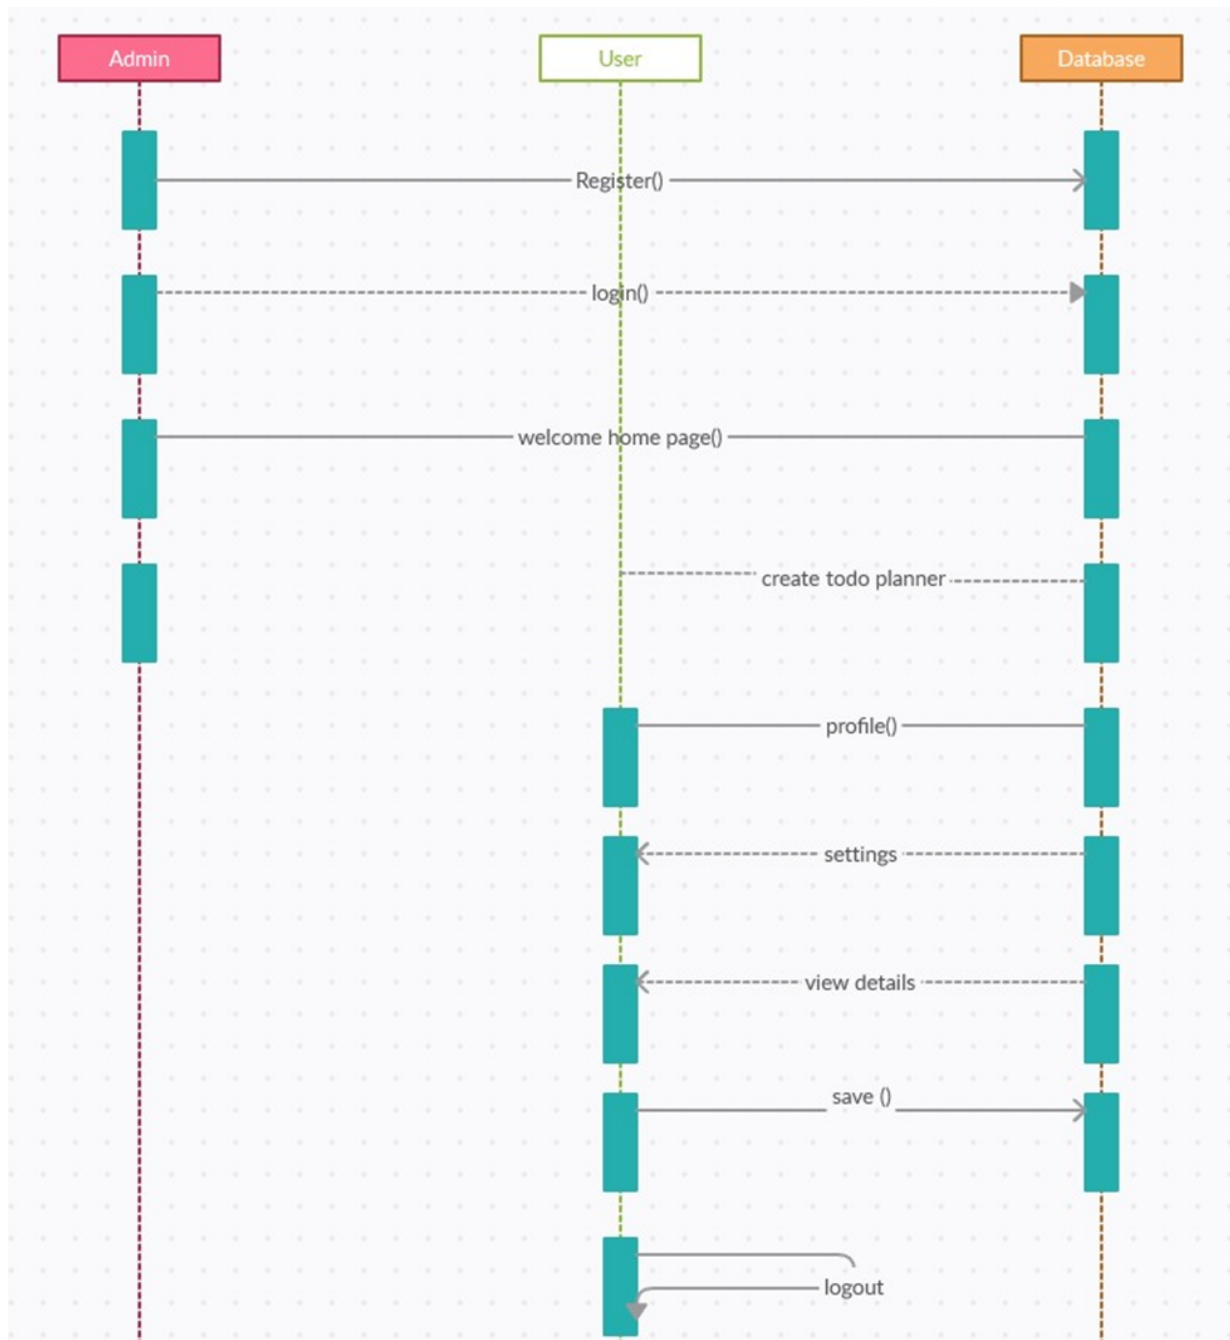 Admin
User
Database
Register()
login()
welcome home page()
create todo planner
profile()
settings
view details
save ()
logout